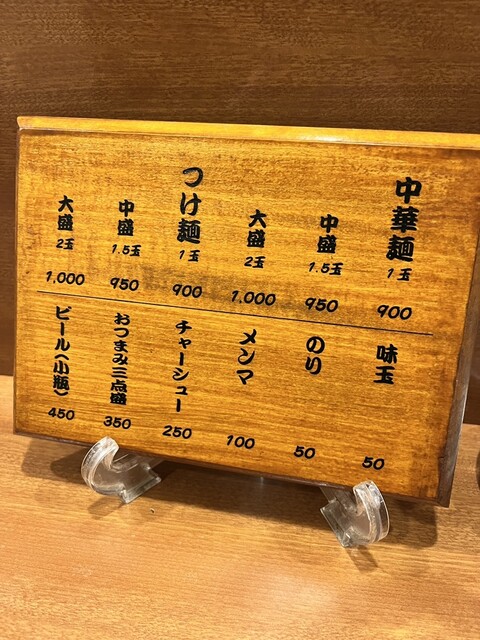 中華麺 1玉 900
中盛 1.5玉 950
大盛 2玉 1,000
つけ麺 1玉 900
中盛 1.5玉 950
大盛 2玉 1,000
味玉 50
のり 50
メンマ 100
チャーシュー 250
おつまみ三点盛 350
ビール(小瓶) 450